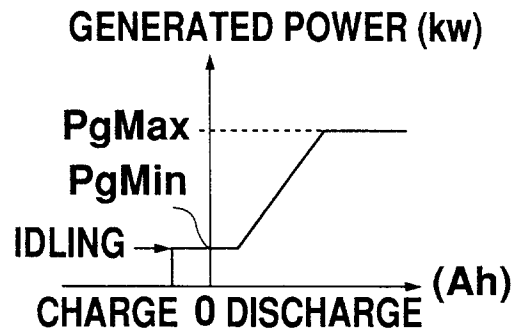 GENERATED POWER (kw)
PgMax
PgMin
IDLING
(Ah)
CHARGE 0 DISCHARGE